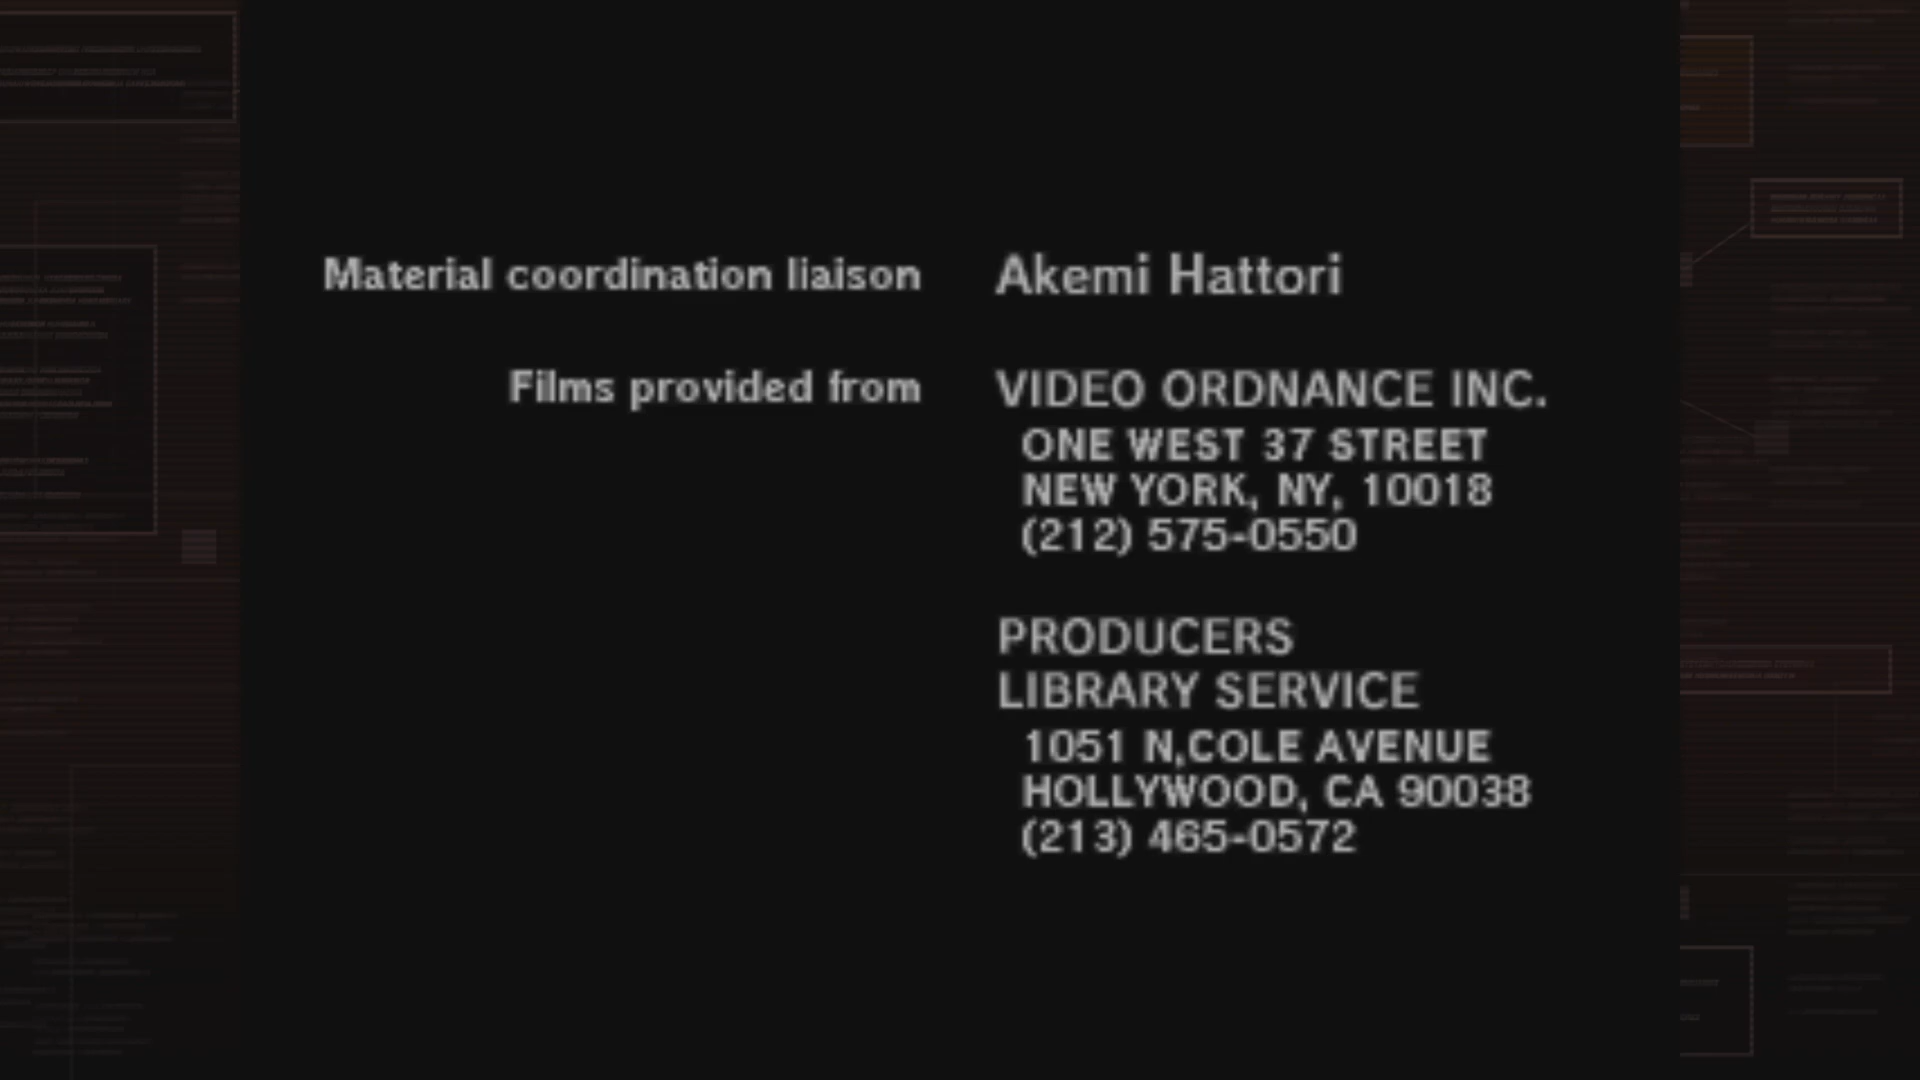 Material coordination liaison Akemi Hattori
Films provided from VIDEO ORDNANCE INC.
ONE WEST 37 STREET
NEW YORK, NY, 10018
(212) 575-0550
PRODUCERS
LIBRARY SERVICE
1051 N,COLE AVENUE
HOLLYWOOD, CA 90038
(213) 465-0572